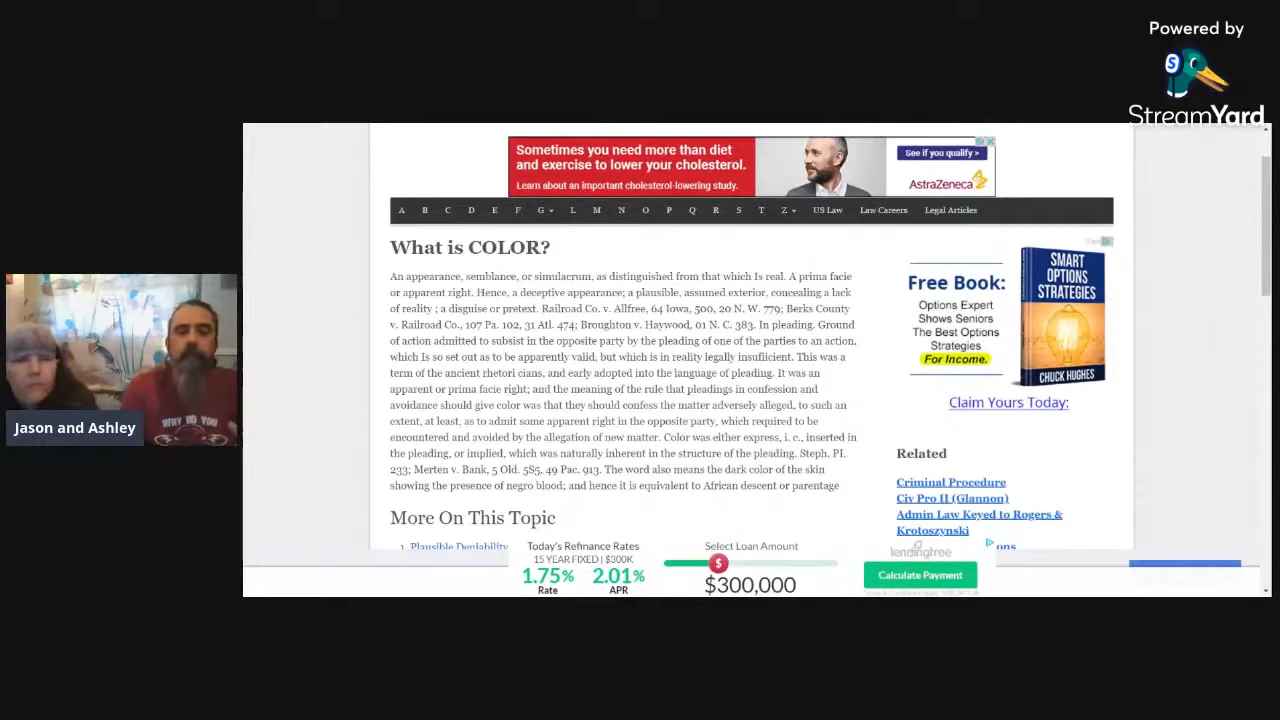 Powered by
StreamYard
Sometimes you need more than diet
and exercise to lower your cholesterol.
Learn about an important cholesterol-lowering study.
See if you qualify >
AstraZeneca
A B C D E F G L M N O P Q R S T Z US Law Law Careers Legal Articles
What is COLOR?
An appearance, semblance, or simulacrum, as distinguished from that which Is real. A prima facie
or apparent right. Hence, a deceptive appearance; a plausible, assumed exterior, concealing a lack
of reality ; a disguise or pretext. Railroad Co. v. Allfree, 64 Iowa, 500, 20 N. W. 779; Berks County
v. Railroad Co., 107 Pa. 102, 31 Atl. 474; Broughton v. Haywood, 01 N. C. 383. In pleading. Ground
of action admitted to subsist in the opposite party by the pleading of one of the parties to an action,
which Is so set out as to be apparently valid, but which is in reality legally insufficient. This was a
term of the ancient rhetori cians, and early adopted into the language of pleading. It was an
apparent or prima facie right; and the meaning of the rule that pleadings in confession and
avoidance should give color was that they should confess the matter adversely alleged, to such an
extent, at least, as to admit some apparent right in the opposite party, which required to be
encountered and avoided by the allegation of new matter. Color was either express, i. c., inserted in
the pleading, or implied, which was naturally inherent in the structure of the pleading. Steph. PI.
233; Merten v. Bank, 5 Old. 585, 49 Pac. 913. The word also means the dark color of the skin
showing the presence of negro blood; and hence it is equivalent to African descent or parentage
More On This Topic
1. Plausible Deniability
Free Book:
Options Expert
Shows Seniors
The Best Options
Strategies
For Income.
SMART
OPTIONS
STRATEGIES
CHUCK HUGHES
Claim Yours Today:
Related
Criminal Procedure
Civ Pro II (Glannon)
Admin Law Keyed to Rogers &
Krotoszynski
ons
Today's Refinance Rates
15 YEAR FIXED | $300K
1.75% 2.01%
Rate APR
Select Loan Amount
$
$300,000
lendingtree
Calculate Payment
Jason and Ashley
WHY DO YOU